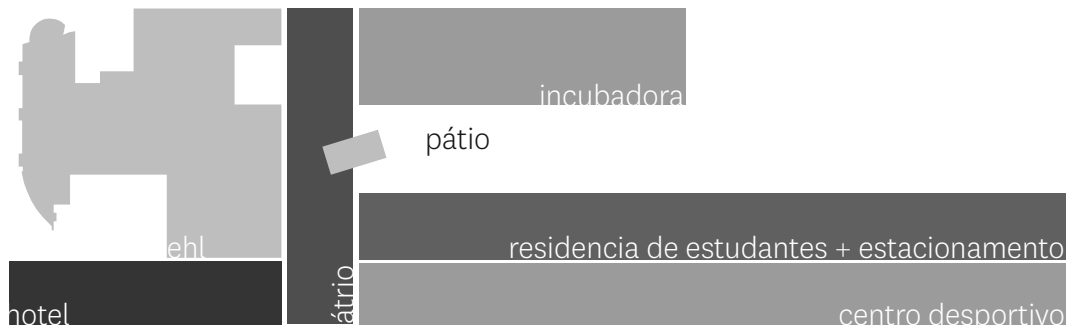 incubadora
pátio
ehl
residencia de estudantes + estacionamento
átrio
hotel
centro desportivo